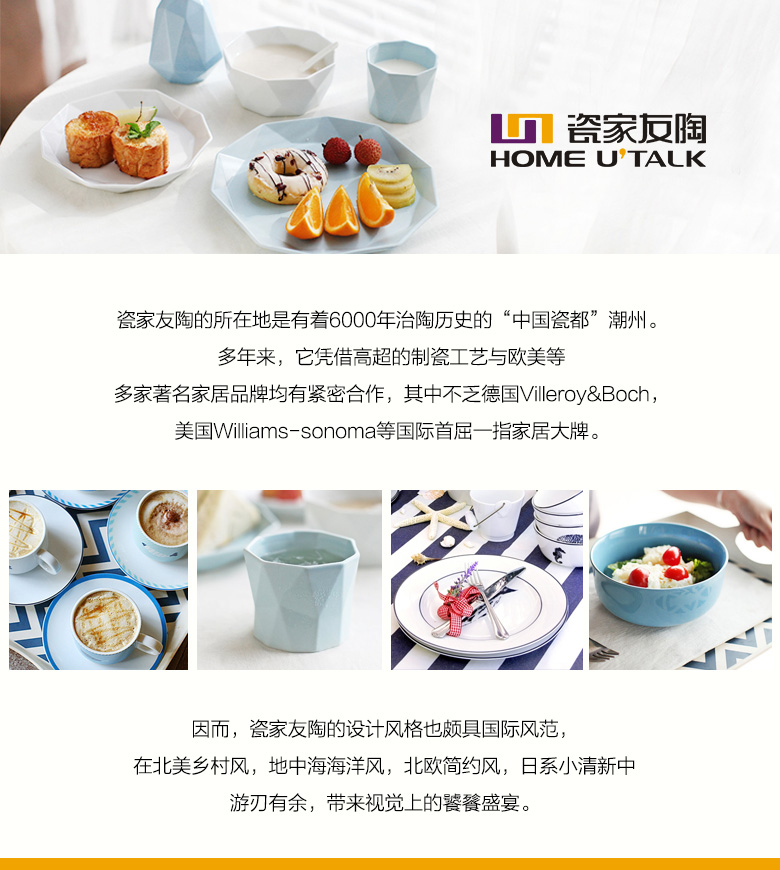 瓷家友陶
HOME U'TALK
瓷家友陶的所在地是有着6000年治陶历史的“中国瓷都”潮州。
多年来，它凭借高超的制瓷工艺与欧美等
多家著名家居品牌均有紧密合作，其中不乏德国Villeroy&Boch，
美国Williams-sonoma等国际首屈一指家居大牌。
因而，瓷家友陶的设计风格也颇具国际风范，
在北美乡村风，地中海海洋风，北欧简约风，日系小清新中
游刃有余，带来视觉上的饕餮盛宴。